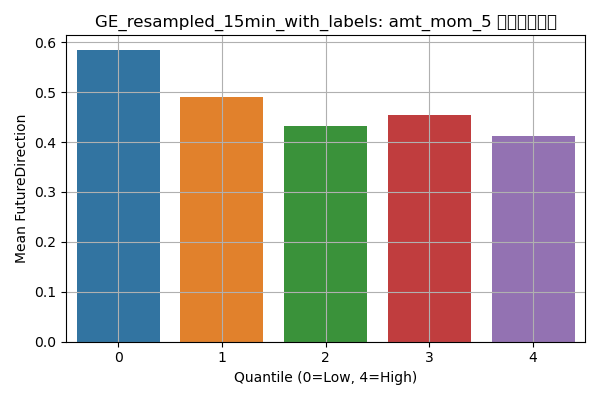 GE_resampled_15min_with_labels: amt_mom_5
Mean FutureDirection
0.6
0.5
0.4
0.3
0.2
0.1
0.0
0 1 2 3 4
Quantile (0=Low, 4=High)